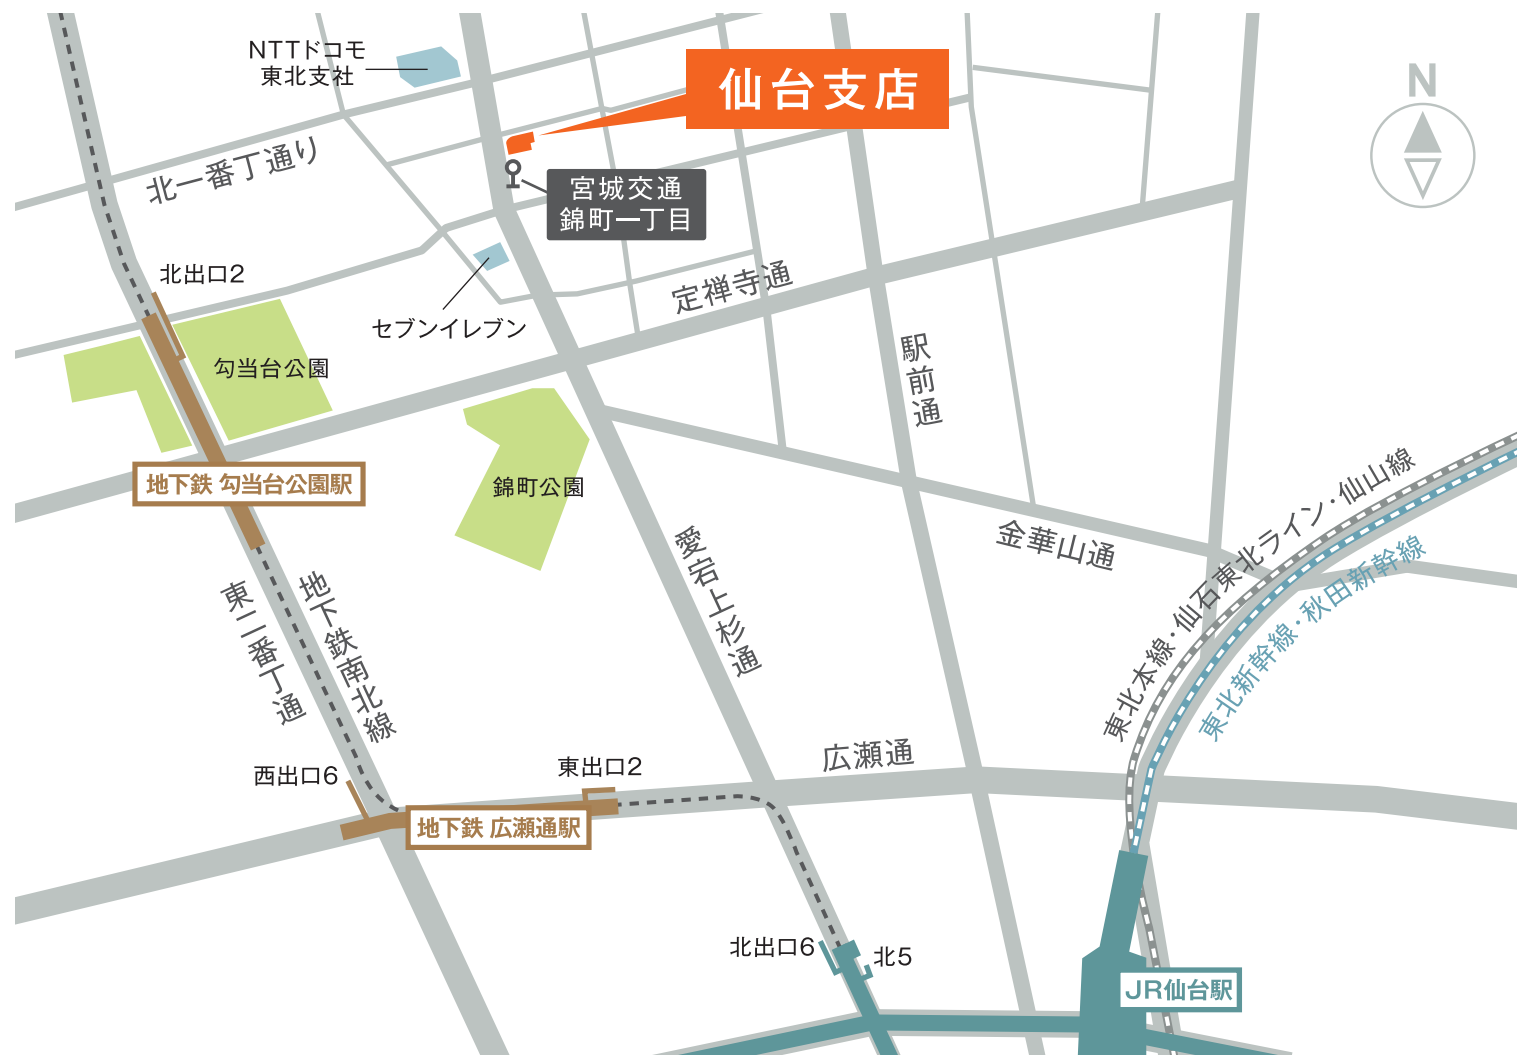 NTTドコモ
東北支社
仙台支店
N
北一番丁通り
宮城交通
錦町一丁目
北出口2
定禅寺通
セブンイレブン
勾当台公園
駅前通
地下鉄 勾当台公園駅
錦町公園
東北本線・仙石東北ライン・仙山線
金華山通
東北新幹線・秋田新幹線
愛宕上杉通
地下鉄南北線
東二番丁通
広瀬通
西出口6
東出口2
地下鉄 広瀬通駅
北出口6
北5
JR仙台駅